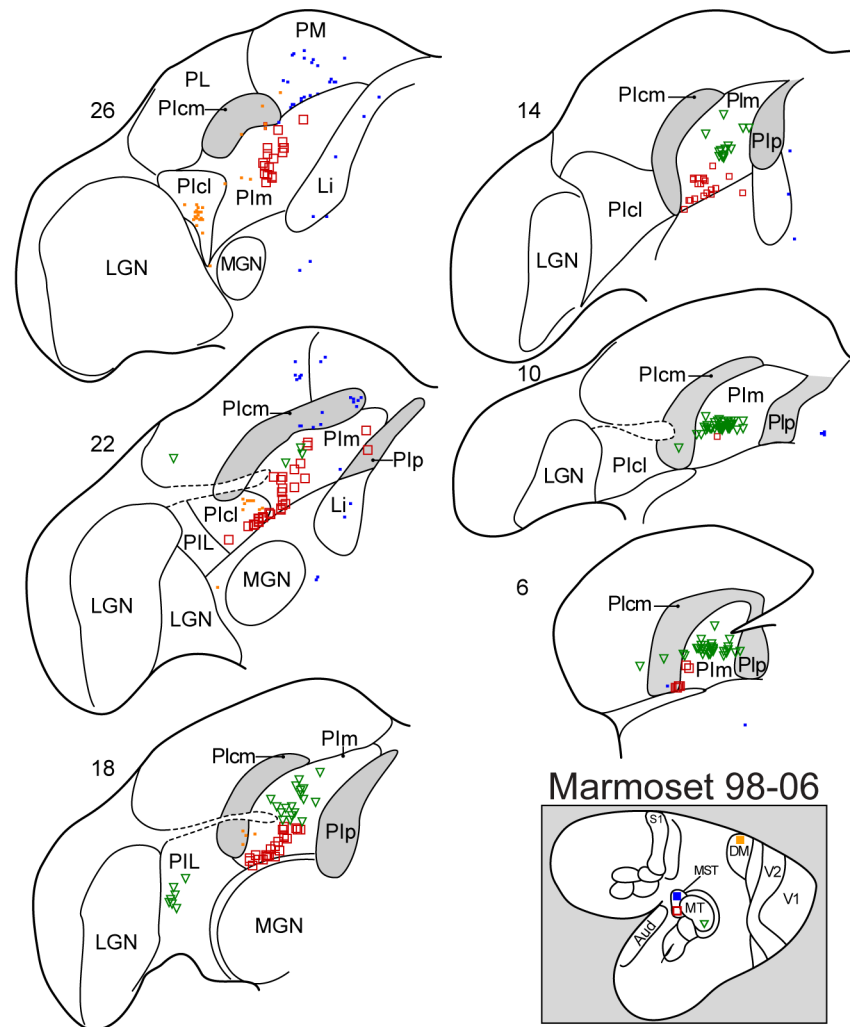 26
PL
PM
PIcm
PIcl
PIm
Li
LGN
MGN
14
PIcm
PIm
PIp
PIcl
LGN
22
PIcm
PIm
PIp
PIcl
Li
PIL
MGN
LGN
LGN
10
PIcm
PIm
PIp
PIcl
LGN
6
PIcm
PIm
PIp
18
PIcm
PIm
PIp
PIL
LGN
MGN
Marmoset 98-06
S1
DM
MST
V2
MT
V1
Aud